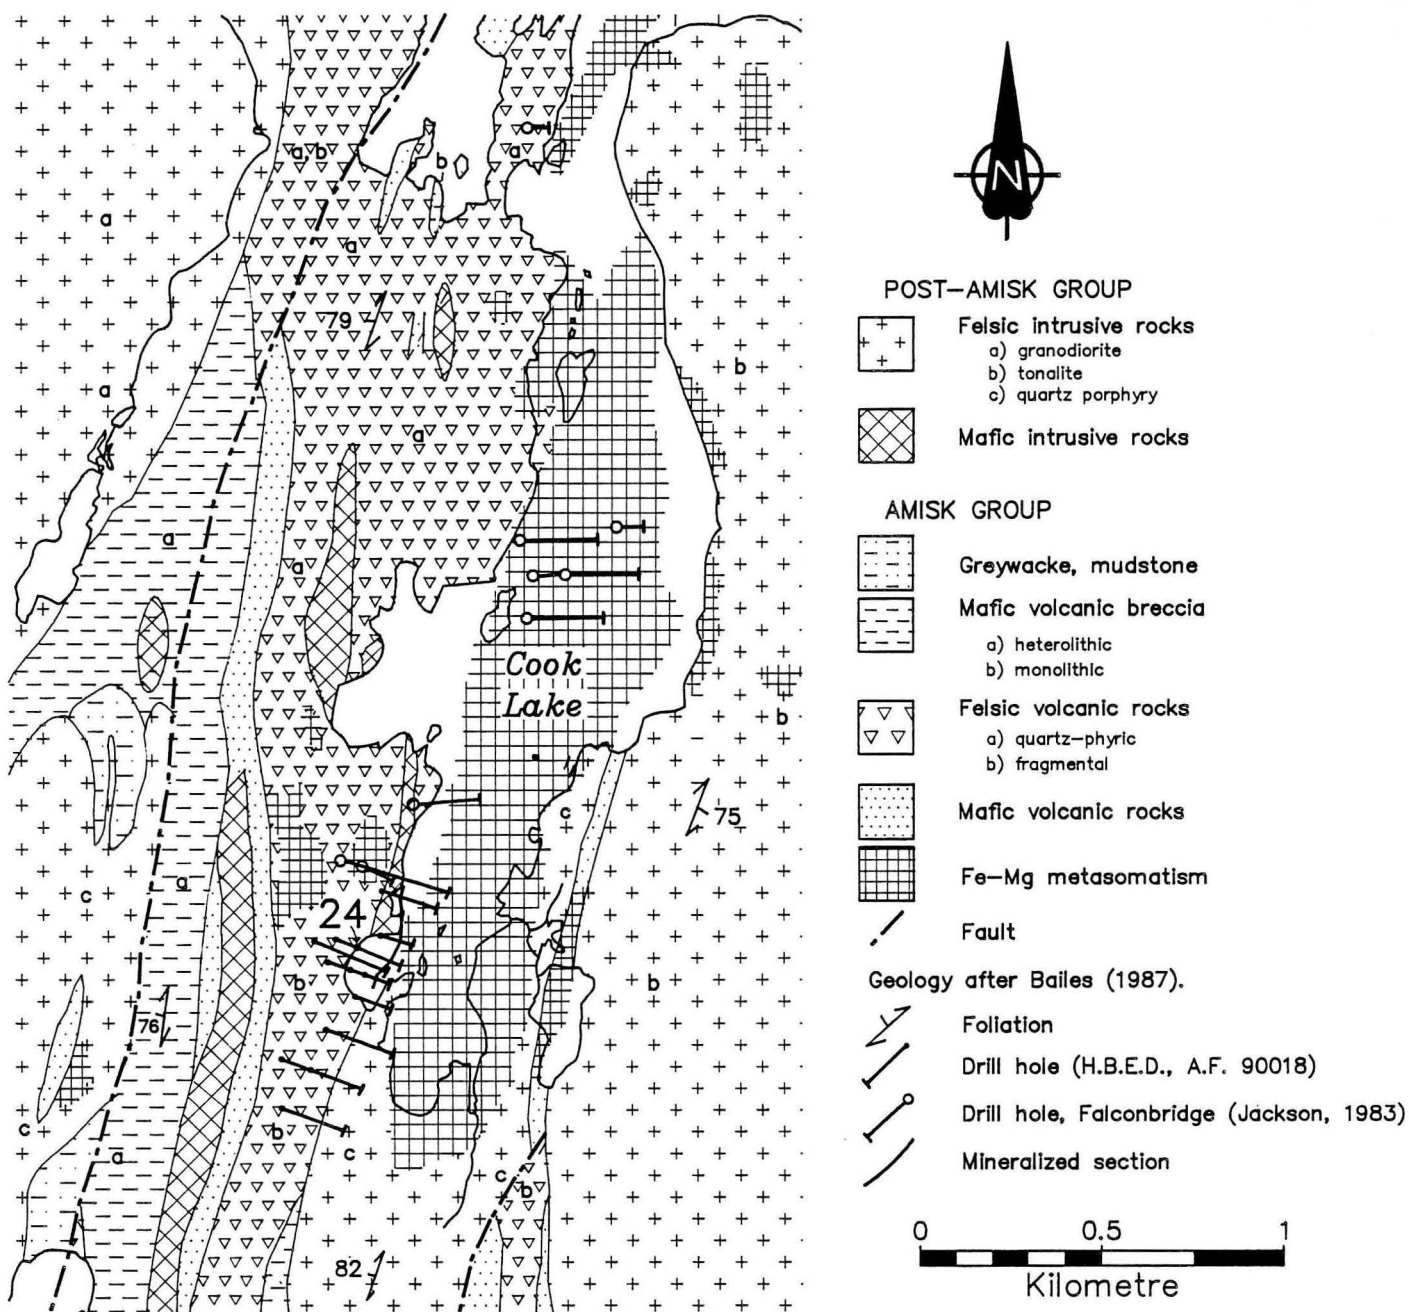 a,b
b
a
a
a
79
b
a
a
a
a
Cook
Lake
b
c
75
c
a
24
b
b
76
c
b
c
a
c
b
82
N
POST-AMISK GROUP
Felsic intrusive rocks
a) granodiorite
b) tonalite
c) quartz porphyry
Mafic intrusive rocks
AMISK GROUP
Greywacke, mudstone
Mafic volcanic breccia
a) heterolithic
b) monolithic
Felsic volcanic rocks
a) quartz-phyric
b) fragmental
Mafic volcanic rocks
Fe-Mg metasomatism
Fault
Geology after Bailes (1987).
Foliation
Drill hole (H.B.E.D., A.F. 90018)
Drill hole, Falconbridge (Jackson, 1983)
Mineralized section
0 0.5 1
Kilometre